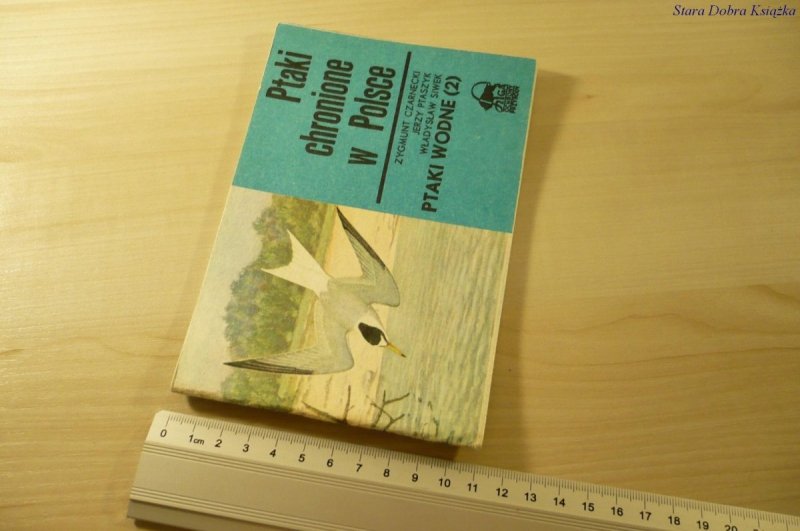 Stara Dobra Książka
Ptaki
chronione
w Polsce
ZYGMUNT CZARNECKI
JERZY PTASZYK
WŁADYSŁAW SIWEK
PTAKI WODNE (2)
0 1cm 2 3 4 5 6 7 8 9 10 11 12 13 14 15 16 17 18 19 20